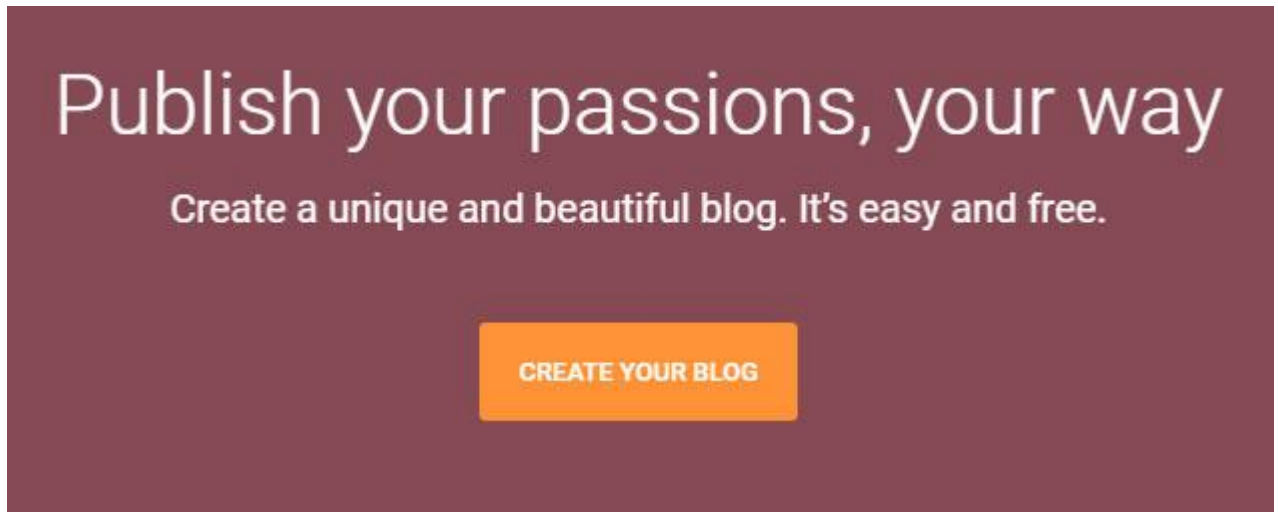 Publish your passions, your way
Create a unique and beautiful blog. It’s easy and free.
CREATE YOUR BLOG